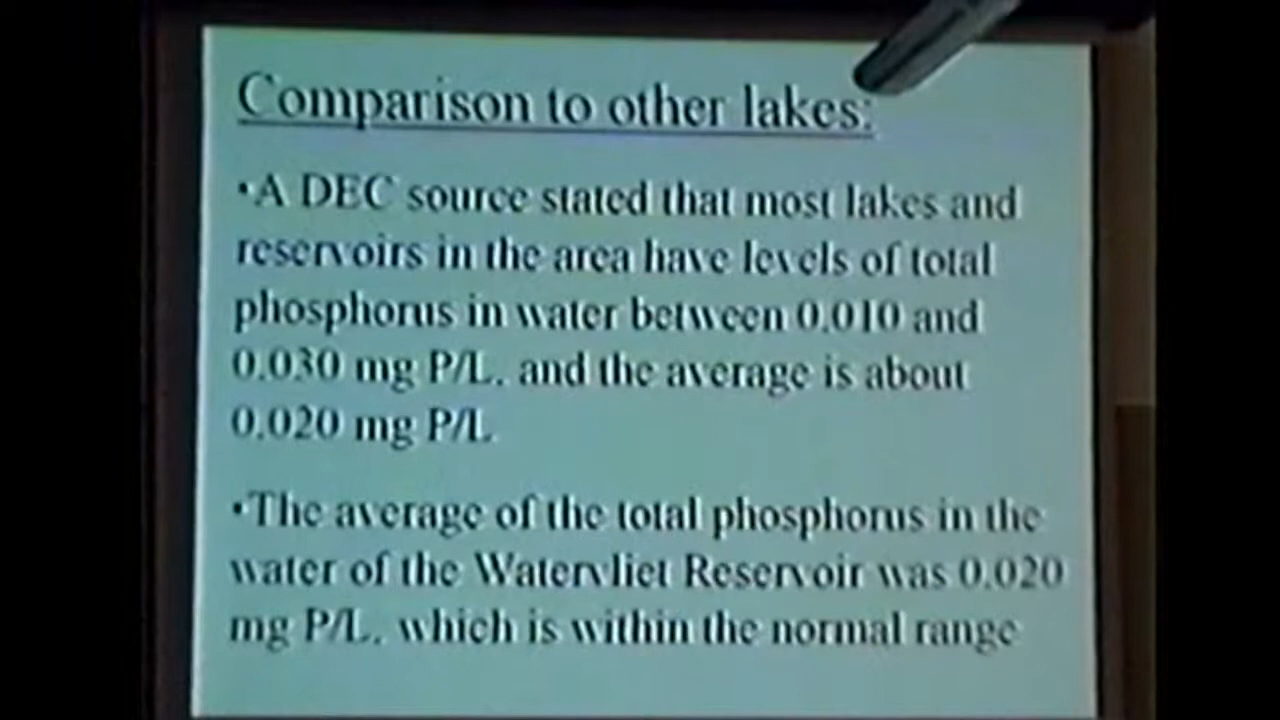 Comparison to other lakes:
•A DEC source stated that most lakes and
reservoirs in the area have levels of total
phosphorus in water between 0.010 and
0.030 mg P/L, and the average is about
0.020 mg P/L
•The average of the total phosphorus in the
water of the Watervliet Reservoir was 0.020
mg P/L, which is within the normal range